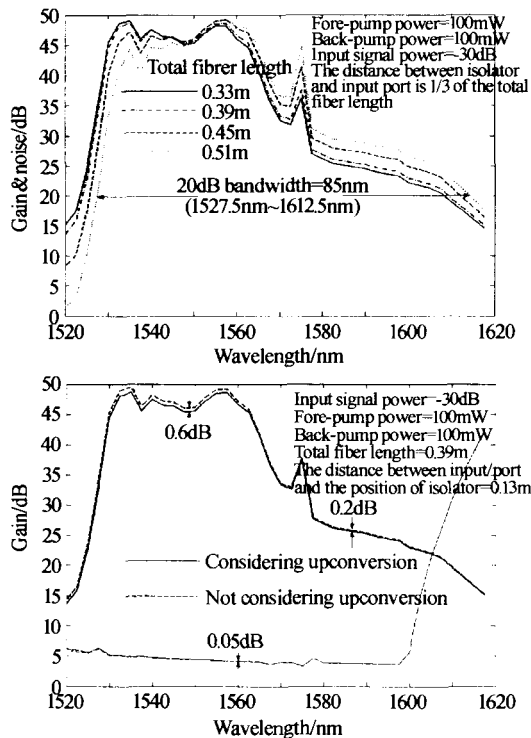 50
45
40
35
30
25
20
15
10
5
0
Gain&noise/dB
Fore-pump power=100mW
Back-pump power=100mW
Input signal power=-30dB
The distance between isolator
and input port is 1/3 of the total
fiber length
Total fibrer length
0.33m
0.39m
0.45m
0.51m
20dB bandwidth=85nm
(1527.5nm~1612.5nm)
1520 1540 1560 1580 1600 1620
Wavelength/nm
50
45
40
35
30
25
20
15
10
5
0
Gain/dB
Input signal power=-30dB
Fore-pump power=100mW
Back-pump power=100mW
Total fiber length=0.39m
The distance between input/port
and the position of isolator=0.13m
0.6dB
0.2dB
Considering upconversion
Not considering upconversion
0.05dB
1520 1540 1560 1580 1600 1620
Wavelength/nm